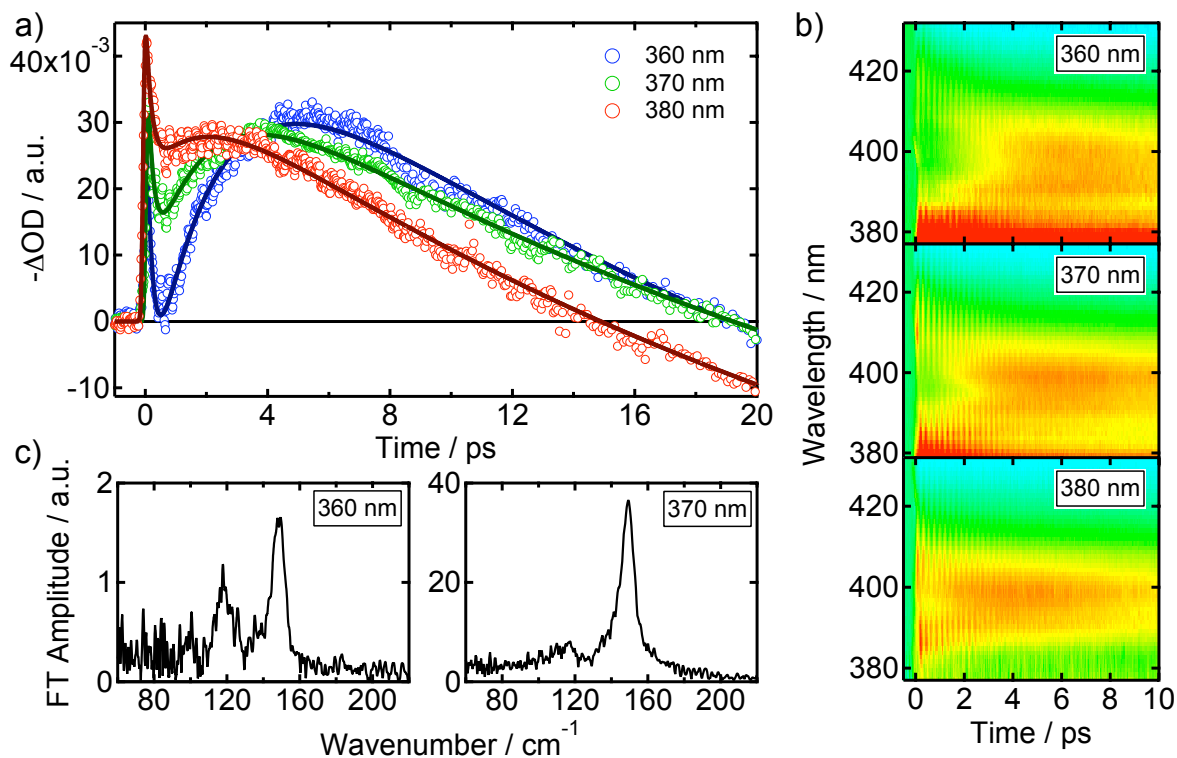 a)
40x10⁻³
30
20
10
0
-10
-ΔOD / a.u.
360 nm
370 nm
380 nm
0 4 8 12 16 20
Time / ps
b)
360 nm
420
400
380
370 nm
420
400
380
380 nm
420
400
380
Wavelength / nm
0 2 4 6 8 10
Time / ps
c)
2
1
0
FT Amplitude / a.u.
360 nm
80 120 160 200
40
20
0
370 nm
80 120 160 200
Wavenumber / cm⁻¹